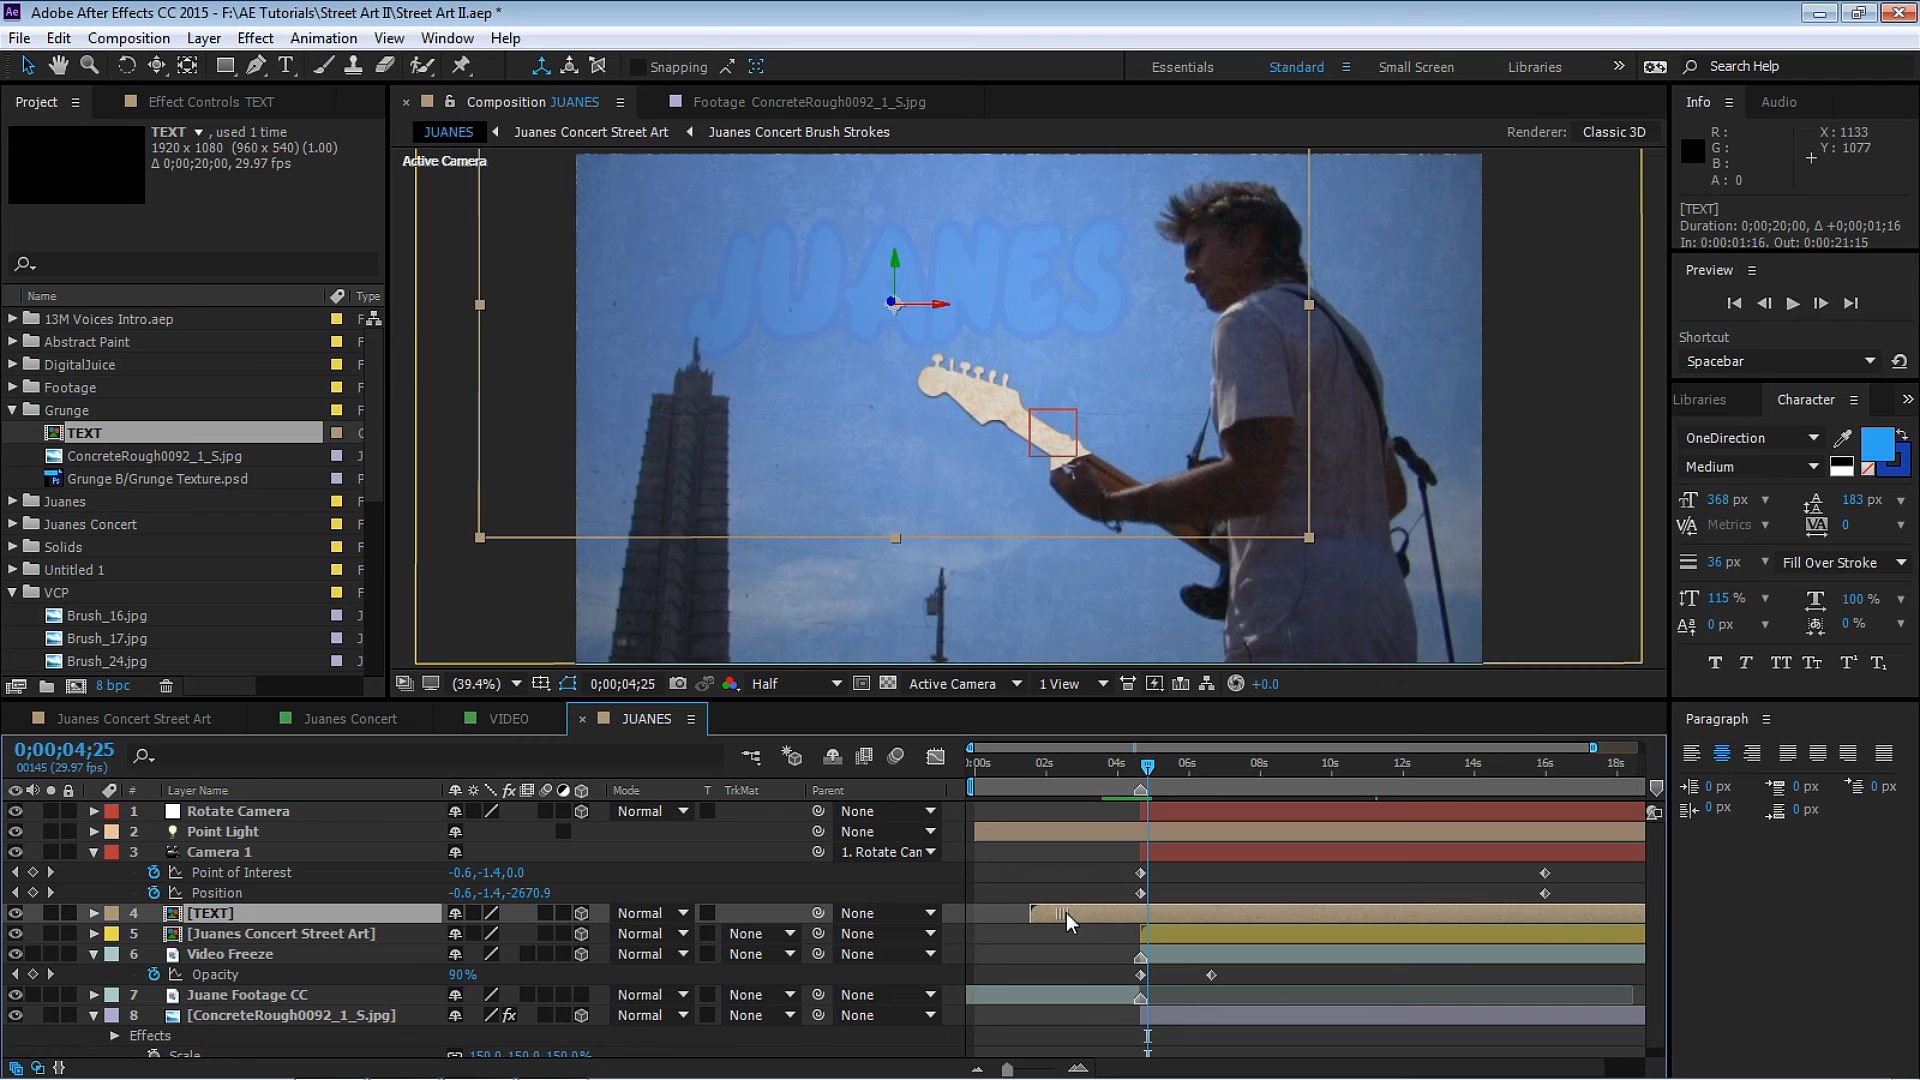 Adobe After Effects CC 2015 - F:\AE Tutorials\Street Art II\Street Art II.aep *
File Edit Composition Layer Effect Animation View Window Help
Snapping Essentials Standard Small Screen Libraries Search Help
Project Effect Controls TEXT
Composition JUANES Footage ConcreteRough0092_1_S.jpg
Info Audio
TEXT , used 1 time
1920 x 1080 (960 x 540) (1.00)
Δ 0;00;20;00, 29.97 fps
JUANES Juanes Concert Street Art Juanes Concert Brush Strokes Renderer: Classic 3D
Active Camera
R :
G :
B :
A : 0
X : 1133
Y : 1077
[TEXT]
Duration: 0;00;20;00, Δ +0;00;01;16
In: 0:00:01:16, Out: 0:00:21:15
JUANES
Preview
Shortcut
Spacebar
Name Type
13M Voices Intro.aep F
Abstract Paint F
DigitalJuice F
Footage F
Grunge F
TEXT C
ConcreteRough0092_1_S.jpg J
Grunge B/Grunge Texture.psd P
Juanes F
Juanes Concert F
Solids F
Untitled 1 F
VCP F
Brush_16.jpg J
Brush_17.jpg J
Brush_24.jpg J
8 bpc
Libraries Character
OneDirection
Medium
368 px 183 px
Metrics 0
36 px Fill Over Stroke
115 % 100 %
0 px 0 %
T T TT Tт T¹ T₁
(39.4%) 0;00;04;25 Half Active Camera 1 View +0.0
Juanes Concert Street Art Juanes Concert VIDEO JUANES
Paragraph
0 px 0 px 0 px
0 px 0 px
0;00;04;25
00145 (29.97 fps)
:00s 02s 04s 06s 08s 10s 12s 14s 16s 18s
# Layer Name fx Mode T TrkMat Parent
1 Rotate Camera Normal None
2 Point Light None
3 Camera 1 1. Rotate Can
Point of Interest -0.6,-1.4,0.0
Position -0.6,-1.4,-2670.9
4 [TEXT] Normal None
5 [Juanes Concert Street Art] Normal None None
6 Video Freeze Normal None None
Opacity 90%
7 Juane Footage CC Normal None None
8 [ConcreteRough0092_1_S.jpg] fx Normal None None
Effects
Scale 150.0,150.0,150.0%